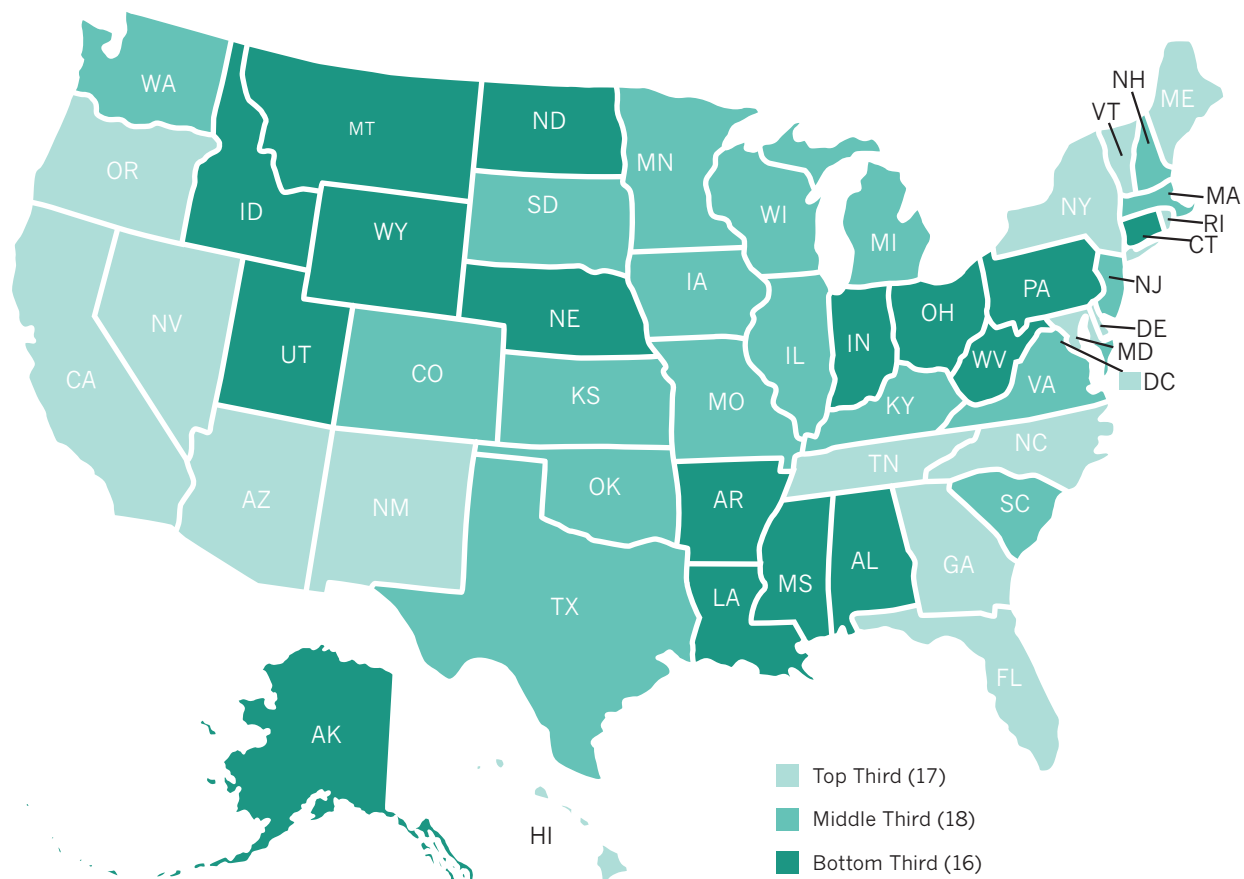 NH
ME
WA
VT
ND
MT
MN
OR
MA
SD
NY
ID
WI
RI
WY
MI
CT
IA
PA
NJ
NE
OH
NV
DE
IN
UT
IL
MD
WV
CO
CA
DC
VA
KS
MO
KY
NC
TN
OK
AZ
AR
SC
NM
AL
GA
MS
LA
TX
FL
AK
Top Third (17)
Middle Third (18)
HI
Bottom Third (16)